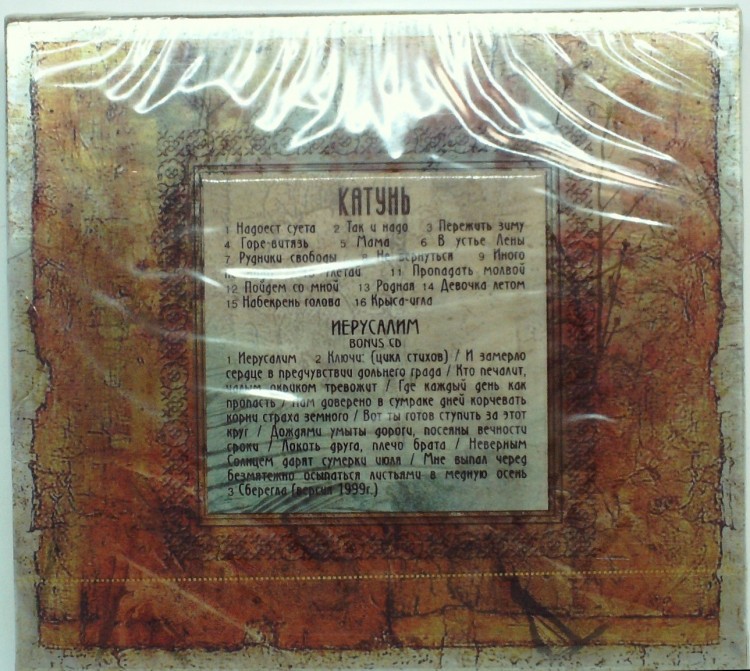 КАТУНЬ
1 Надоест суета 2 Так и надо 3 Пережить зиму
4 Горе-витязь 5 Мама 6 В устье Лены
7 Рудники свободы 8 Не вернуться 9 Иного
11 Пропадать молвой
12 Пойдем со мной 13 Родная 14 Девочка летом
15 Набекрень голова 16 Крыса-игла
ИЕРУСАЛИМ
BONUS CD
1 Иерусалим 2 Ключи: (цикл стихов) / И замерло
сердце в предчувствии дольнего града / Кто печалит,
окриком тревожит / Где каждый день как
пропасть / Нам доверено в сумраке дней корчевать
корни страха земного / Вот ты готов ступить за этот
круг / Дождями умыты дороги, посеяны вечности
сроки / Локоть друга, плечо брата / Неверным
Солнцем дарят сумерки июля / Мне выпал черед
безмятежно осыпаться листьями в медную осень
3 Сберегла (версия 1999г.)